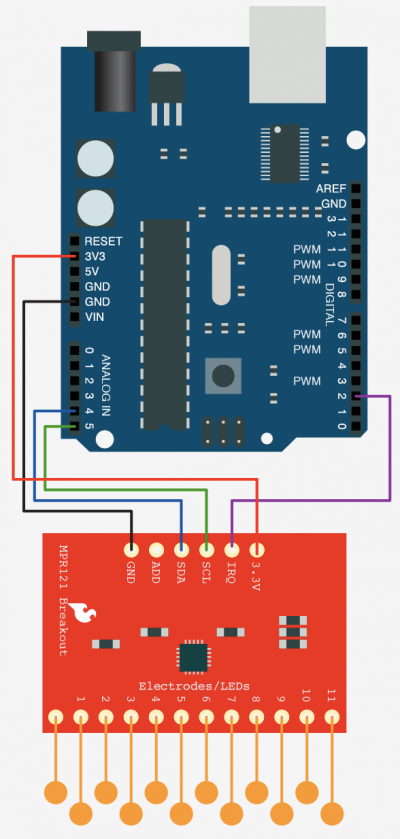 AREF
GND
13
12
PWM 11
PWM 10
PWM 9
8
DIGITAL
7
PWM 6
PWM 5
4
PWM 3
2
1
0
RESET
3V3
5V
GND
GND
VIN
ANALOG IN
0
1
2
3
4
5
MPR121 Breakout
GND
ADD
SDA
SCL
IRQ
3.3V
Electrodes/LEDs
1 2 3 4 5 6 7 8 9 10 11